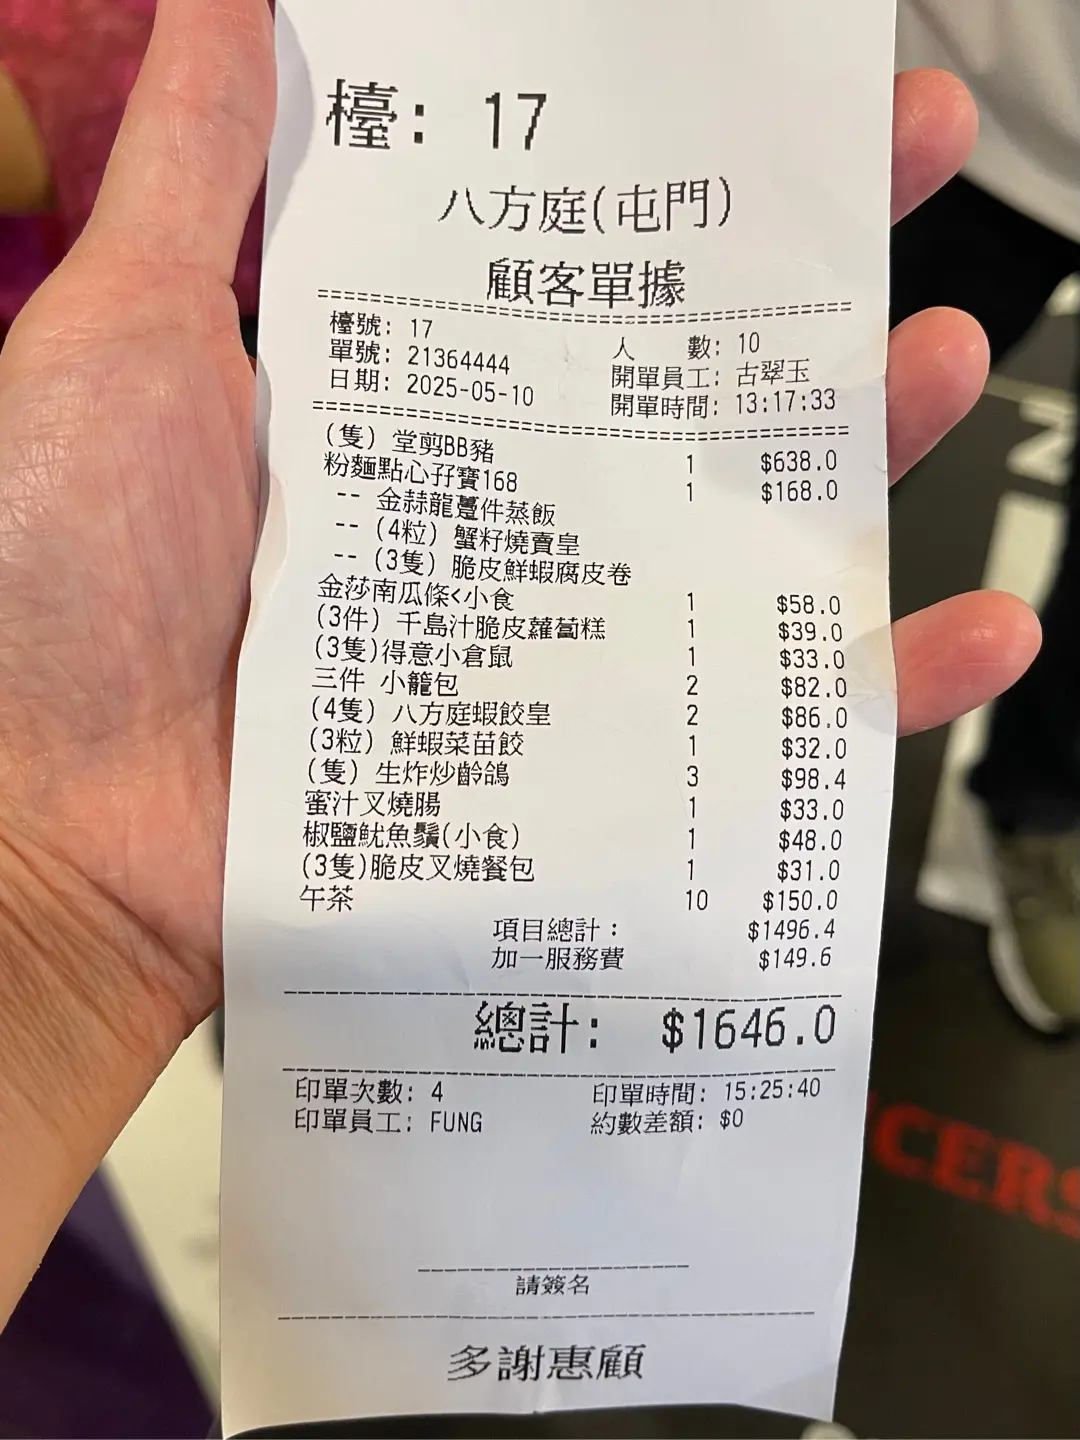 檯: 17
八方庭(屯門)
顧客單據
檯號: 17 人 數: 10
單號: 21364444 開單員工: 古翠玉
日期: 2025-05-10 開單時間: 13:17:33
(隻) 堂剪BB豬 1 $638.0
粉麵點心孖寶168 1 $168.0
-- 金蒜龍躉件蒸飯
-- (4粒) 蟹籽燒賣皇
-- (3隻) 脆皮鮮蝦腐皮卷
金莎南瓜條<小食 1 $58.0
(3件) 千島汁脆皮蘿蔔糕 1 $39.0
(3隻)得意小倉鼠 1 $33.0
三件 小籠包 2 $82.0
(4隻) 八方庭蝦餃皇 2 $86.0
(3粒) 鮮蝦菜苗餃 1 $32.0
(隻) 生炸炒齡鴿 3 $98.4
蜜汁叉燒腸 1 $33.0
椒鹽魷魚鬚(小食) 1 $48.0
(3隻)脆皮叉燒餐包 1 $31.0
午茶 10 $150.0
項目總計: $1496.4
加一服務費 $149.6
總計: $1646.0
印單次數: 4 印單時間: 15:25:40
印單員工: FUNG 約數差額: $0
請簽名
多謝惠顧
CERS